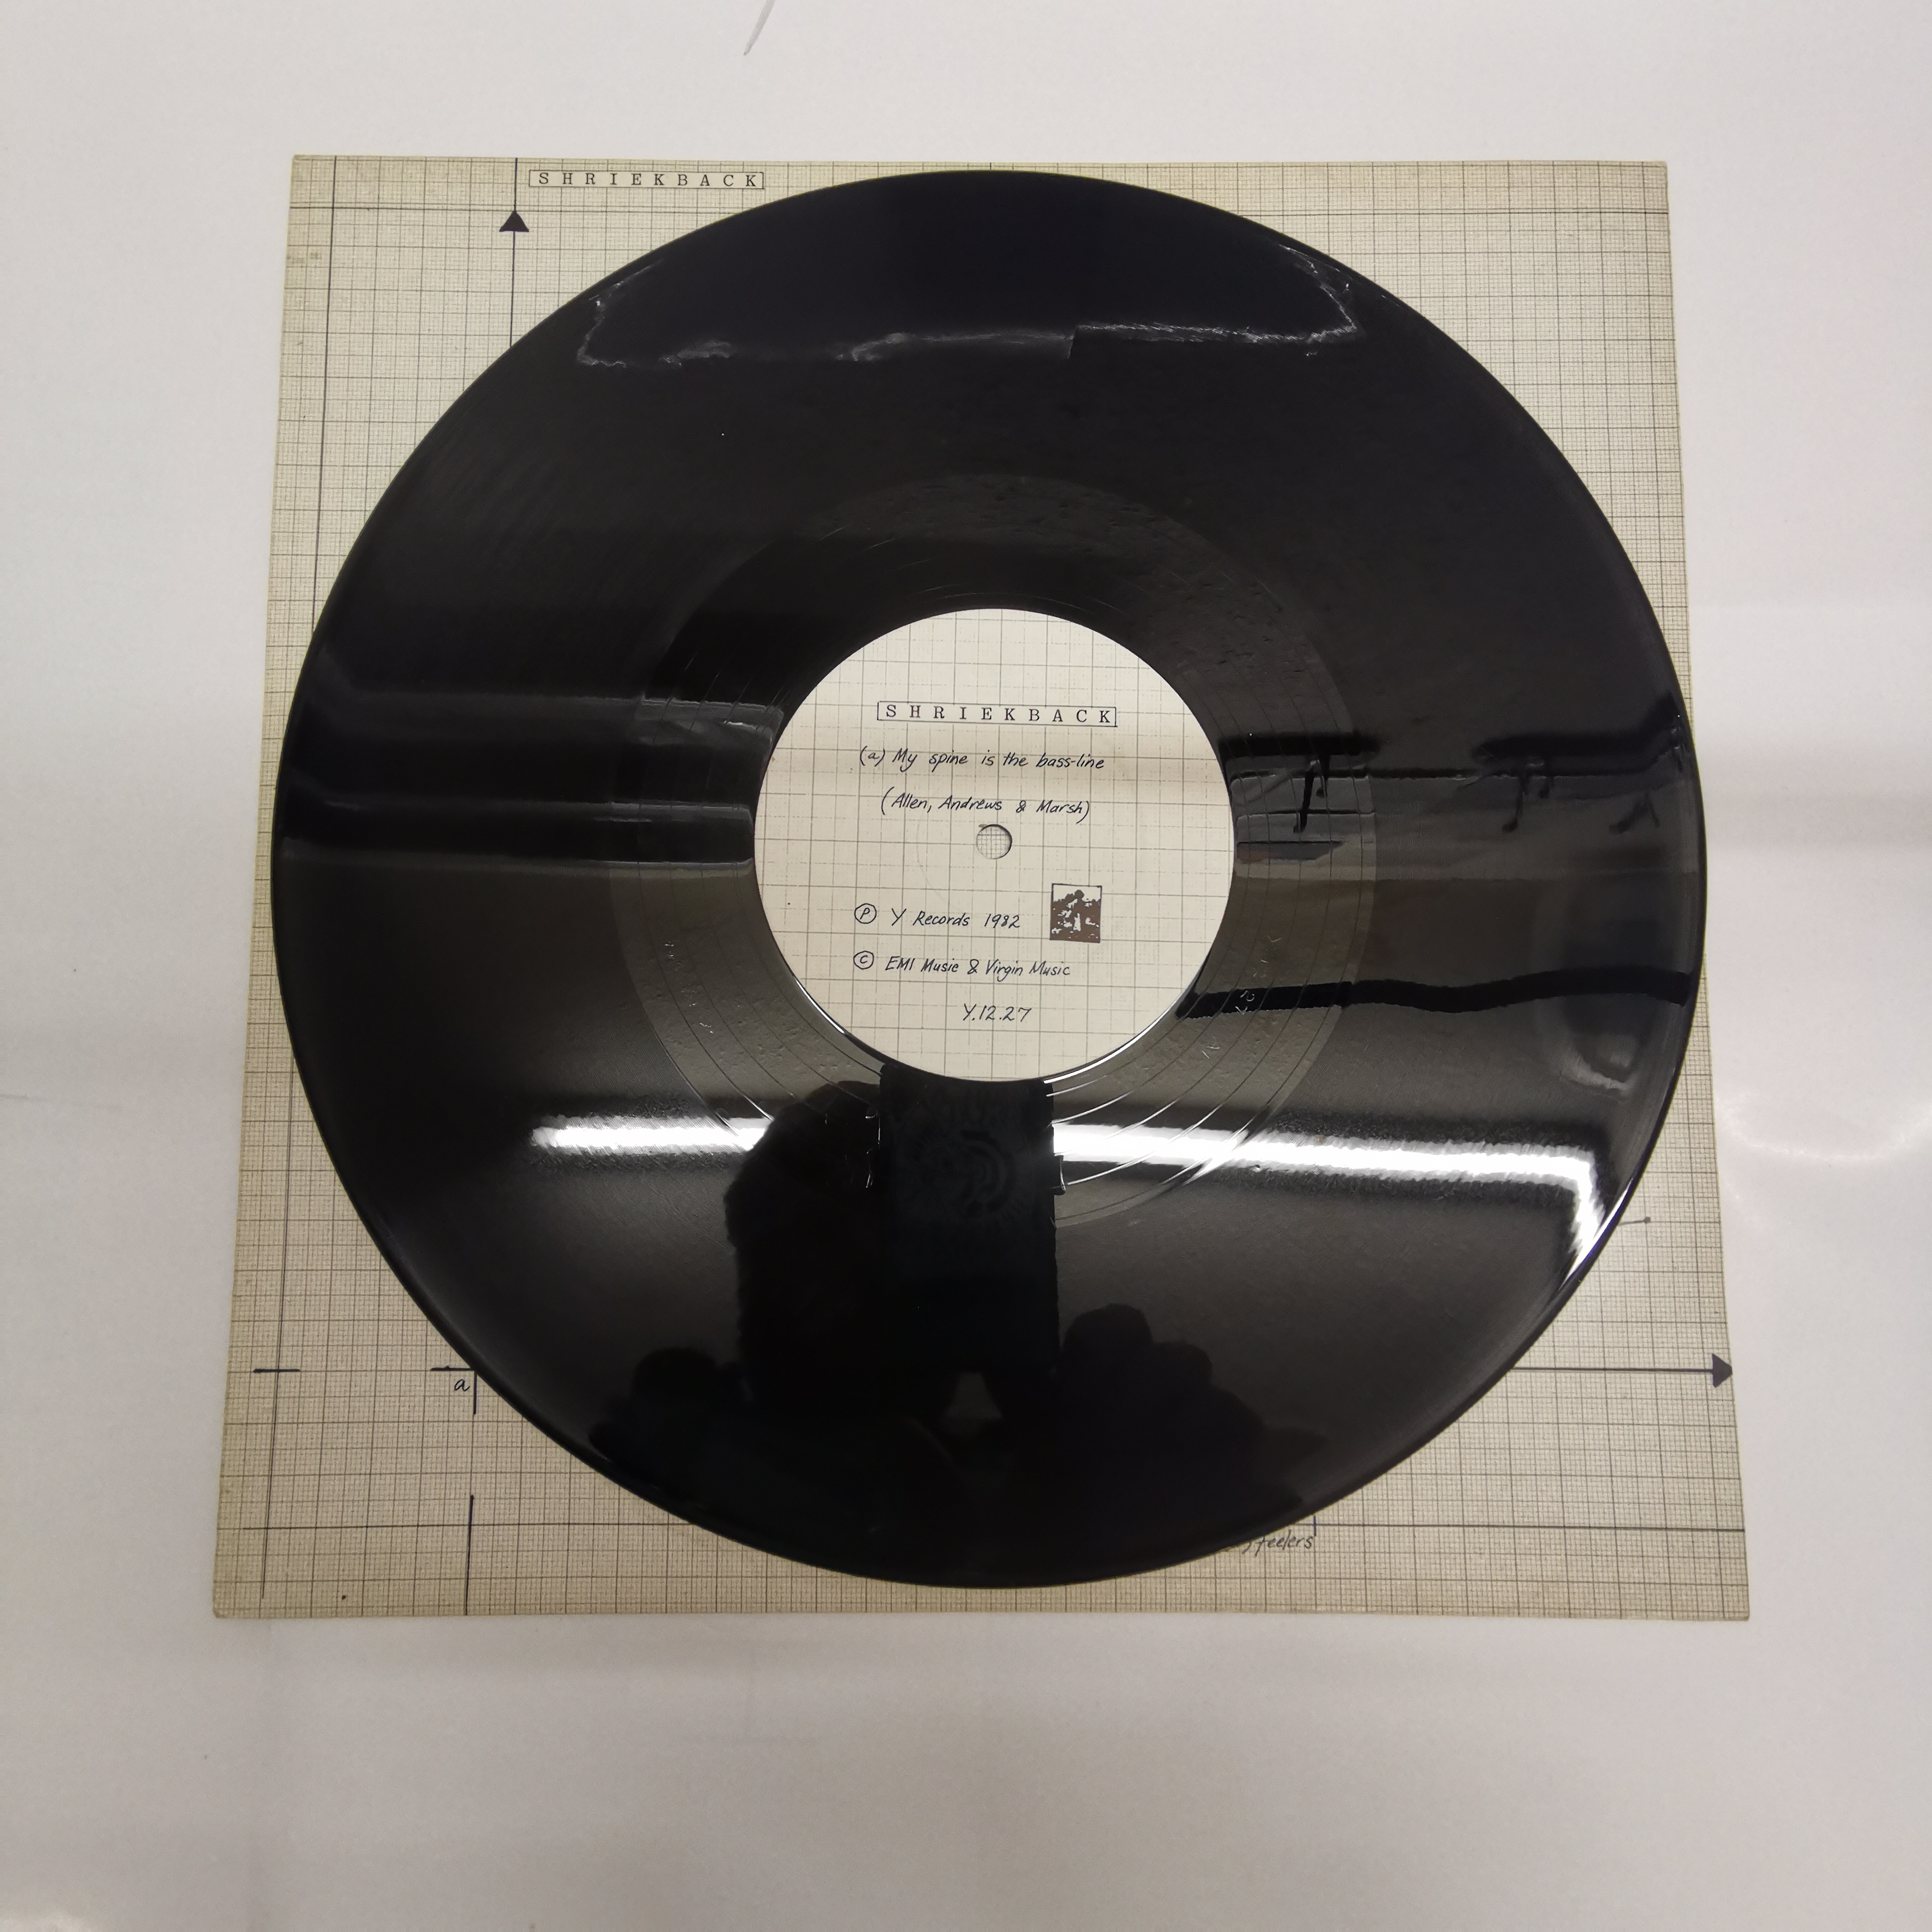 SHRIEKBACK
SHRIEKBACK
(a) My spine is the bass-line
(Allen, Andrews & Marsh)
Ⓟ Y Records 1982
© EMI Music & Virgin Music
Y.12.27
a
feelers